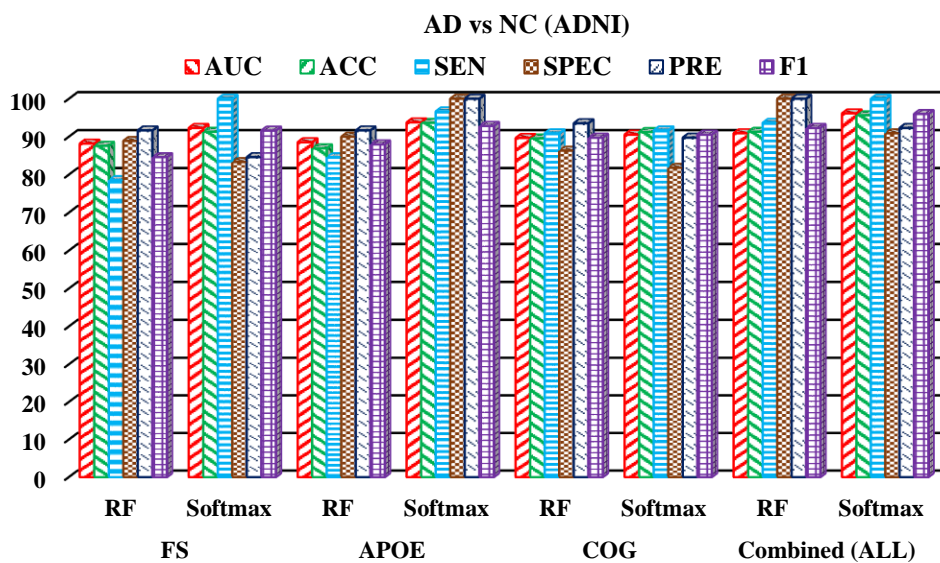 AD vs NC (ADNI)
AUC ACC SEN SPEC PRE F1
100
90
80
70
60
50
40
30
20
10
0
RF Softmax RF Softmax RF Softmax RF Softmax
FS APOE COG Combined (ALL)